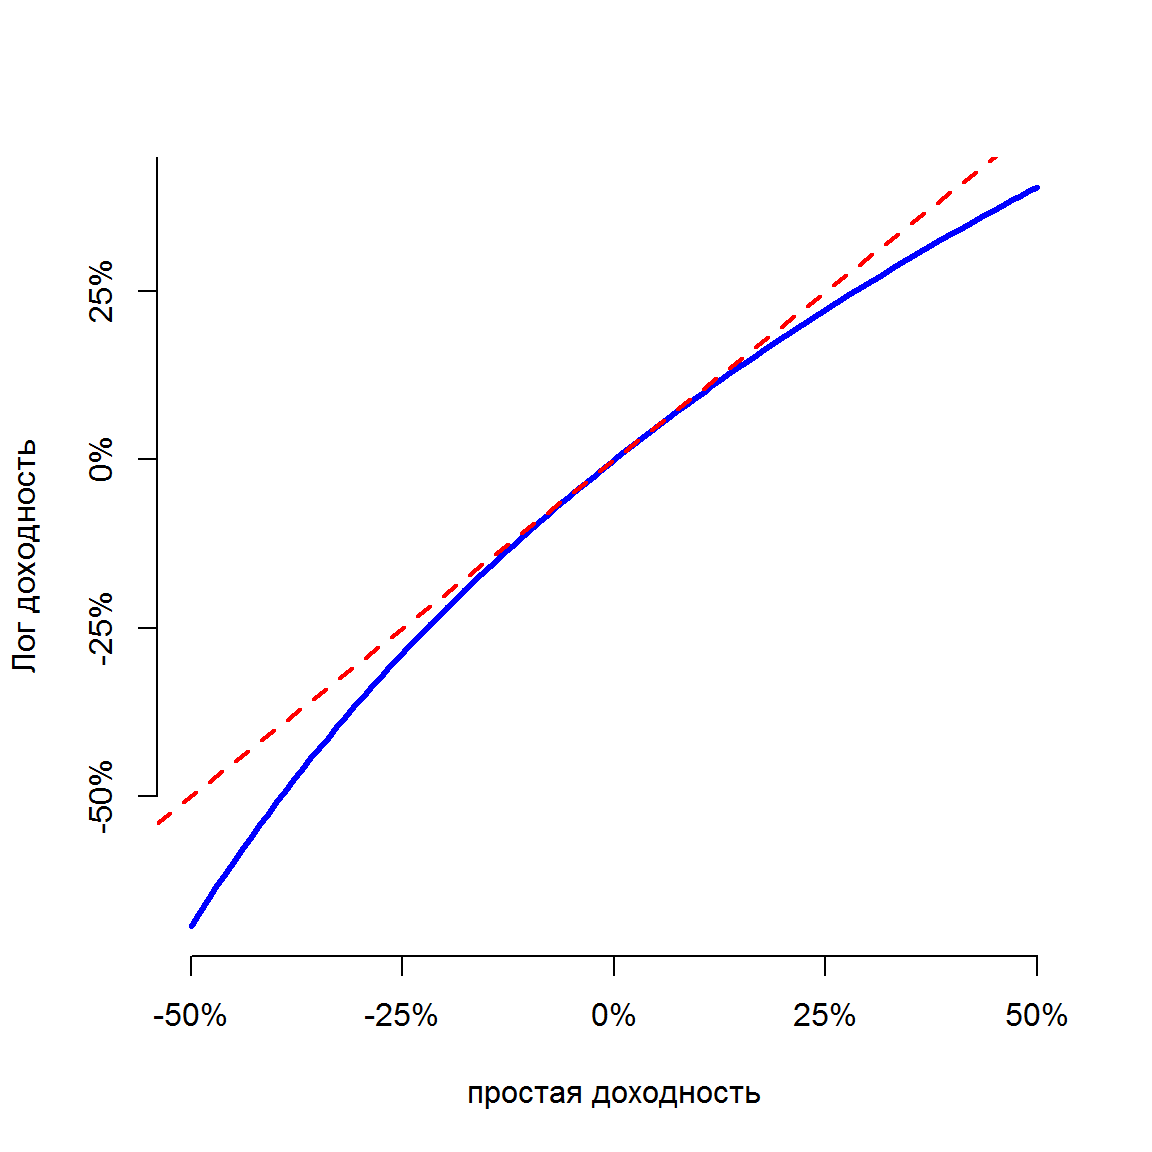 Лог доходность
25%
0%
-25%
-50%
-50% -25% 0% 25% 50%
простая доходность